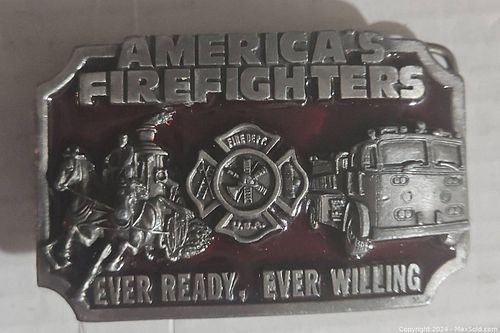 AMERICA'S
FIREFIGHTERS
FIRE DEPT.
U.S.A.
EVER READY, EVER WILLING
Copyright 2024 - MaxSold.com